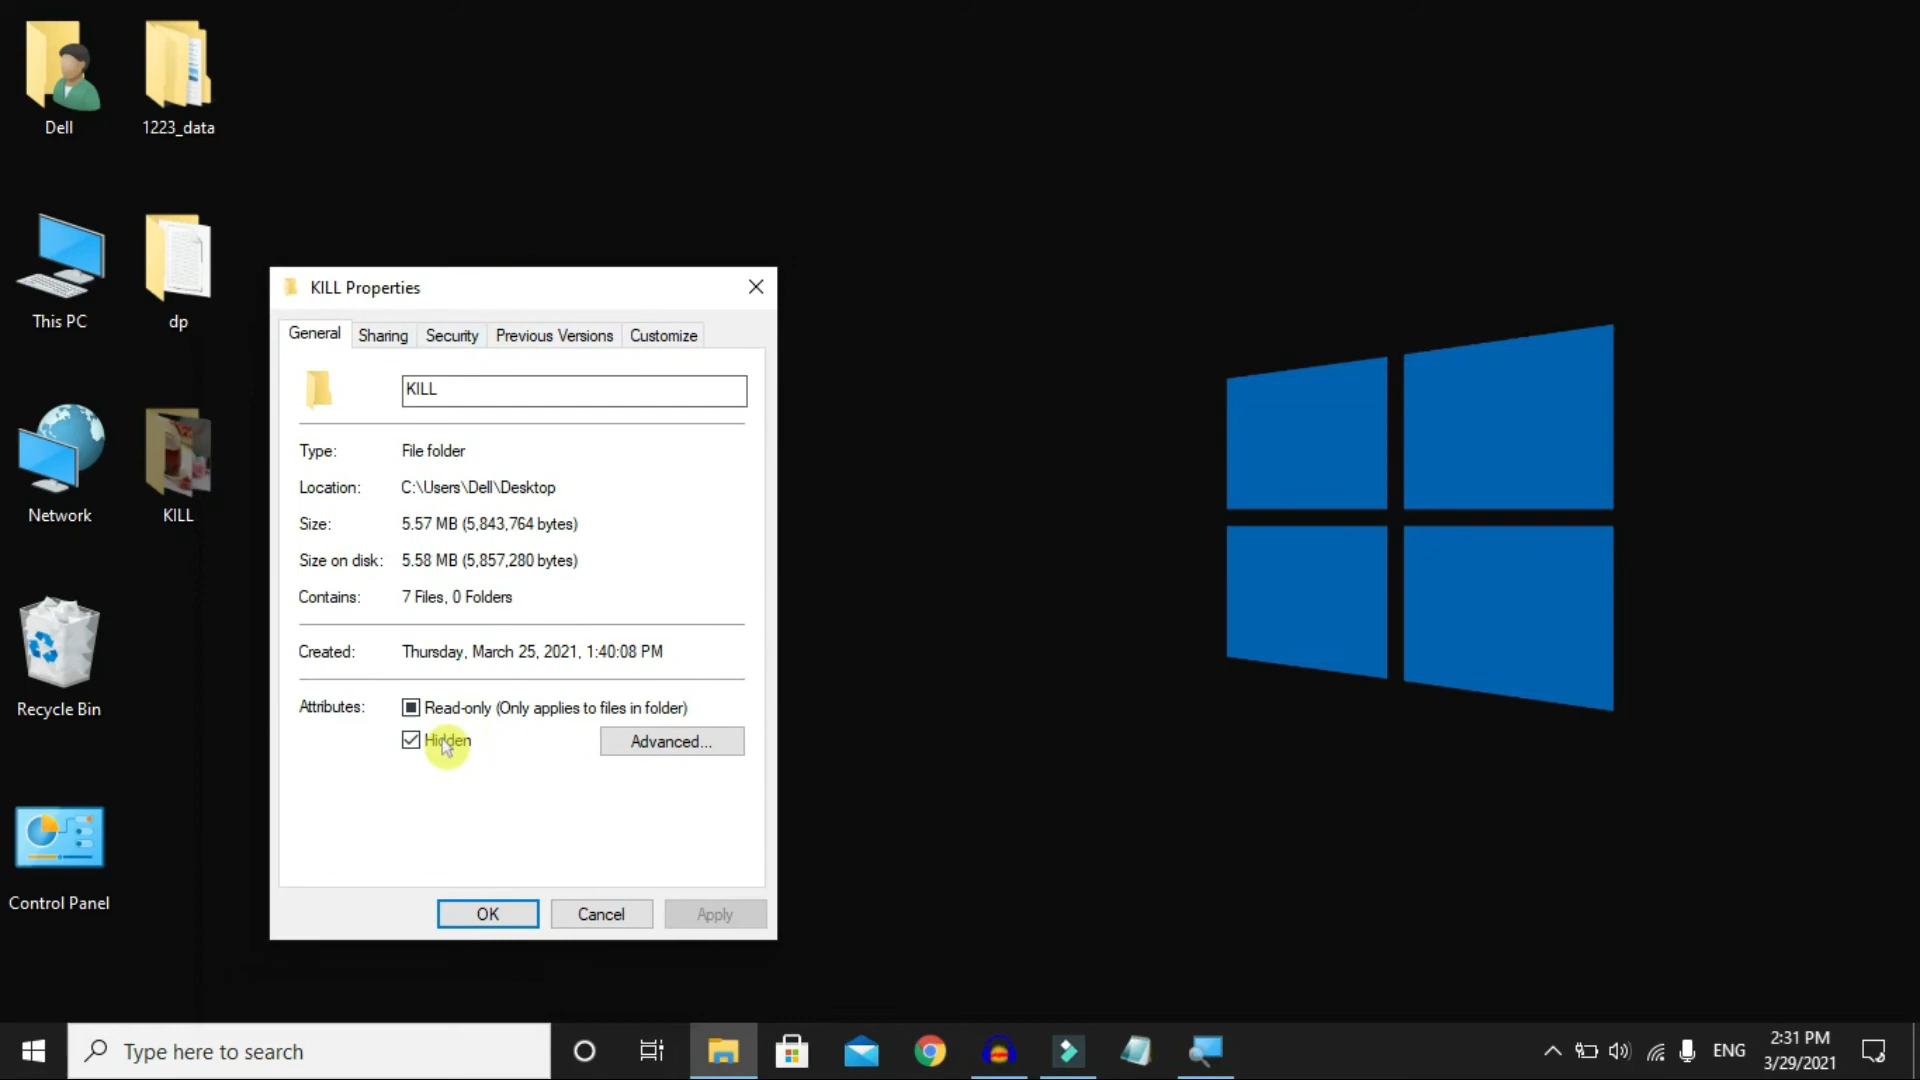 Dell
1223_data
This PC
dp
Network
KILL
Recycle Bin
Control Panel
KILL Properties
General
Sharing
Security
Previous Versions
Customize
KILL
Type: File folder
Location: C:\Users\Dell\Desktop
Size: 5.57 MB (5,843,764 bytes)
Size on disk: 5.58 MB (5,857,280 bytes)
Contains: 7 Files, 0 Folders
Created: Thursday, March 25, 2021, 1:40:08 PM
Attributes: Read-only (Only applies to files in folder)
Hidden
Advanced...
OK
Cancel
Apply
Type here to search
ENG
2:31 PM
3/29/2021